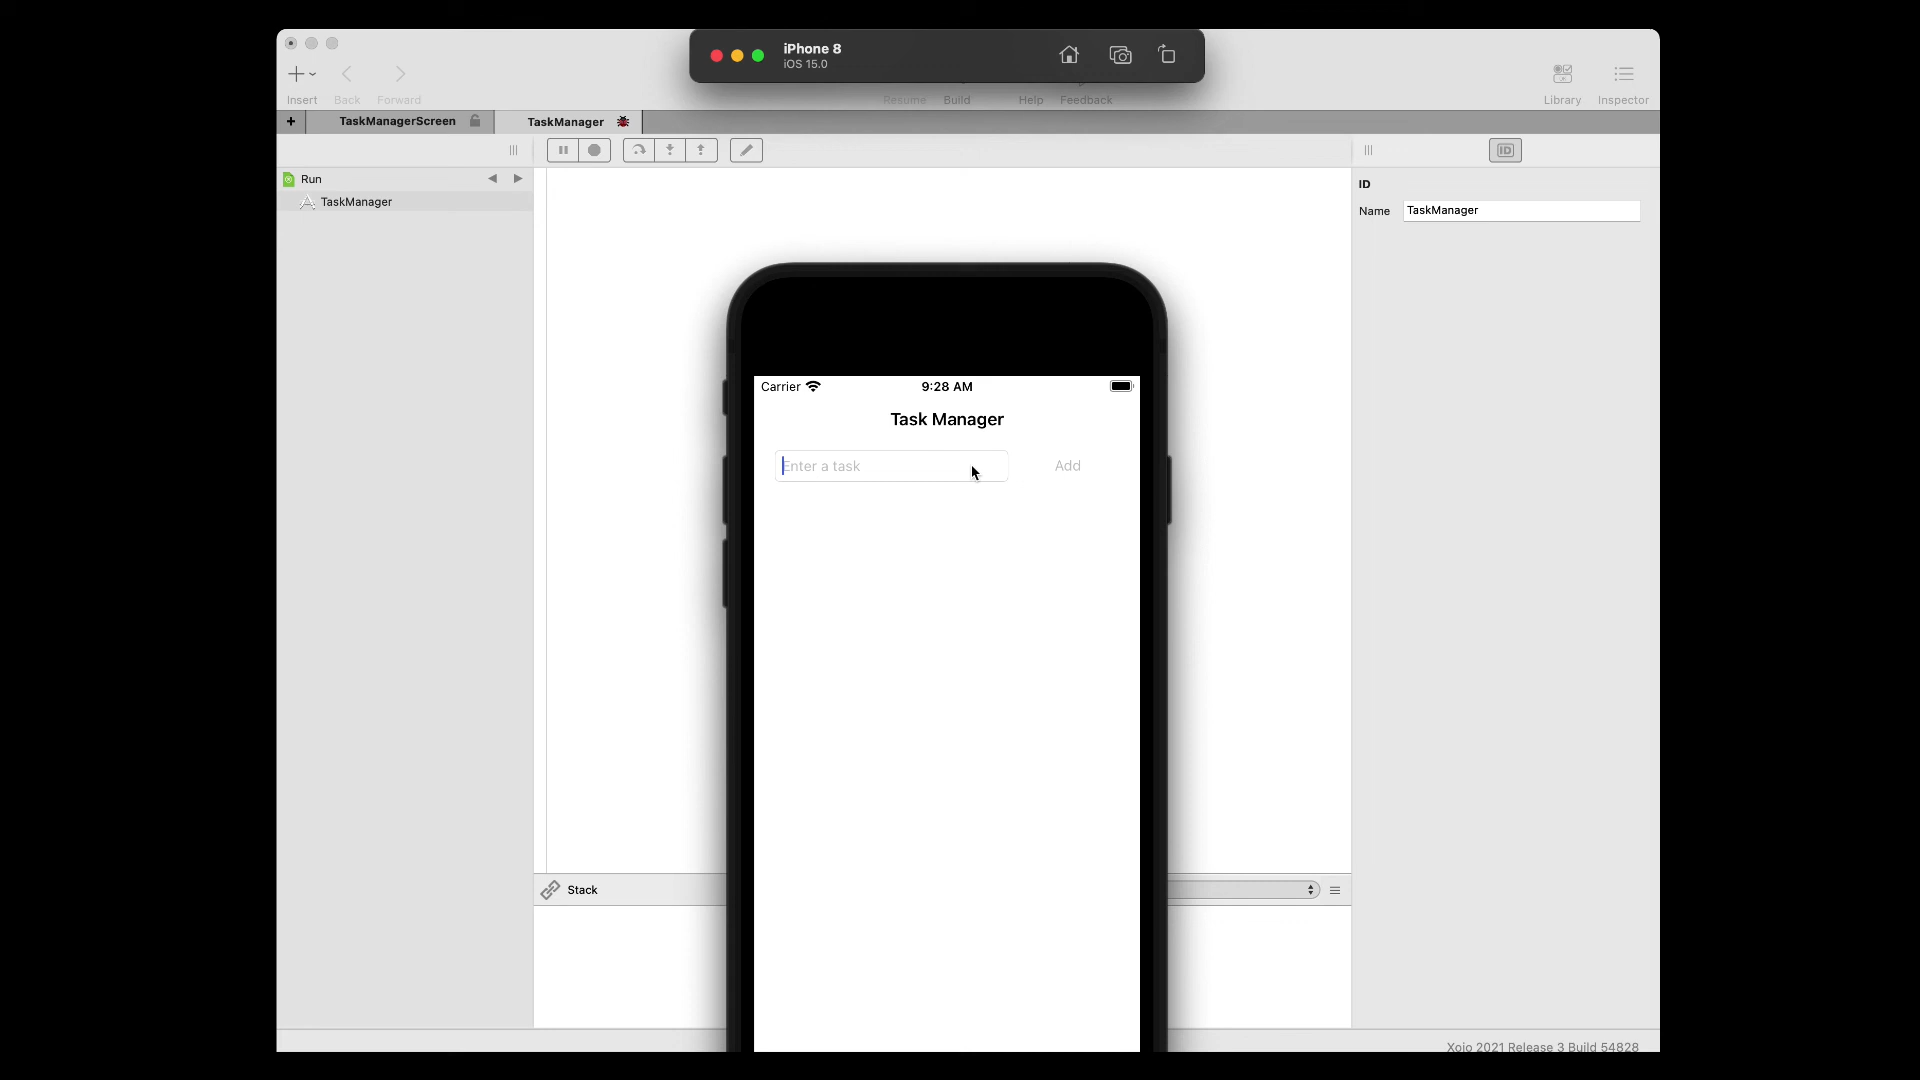 iPhone 8
iOS 15.0
Insert
Back
Forward
Resume
Build
Help
Feedback
Library
Inspector
+
TaskManagerScreen
TaskManager
Run
TaskManager
ID
ID
Name
TaskManager
Carrier
9:28 AM
Task Manager
Enter a task
Add
Stack
Xojo 2021 Release 3 Build 54828